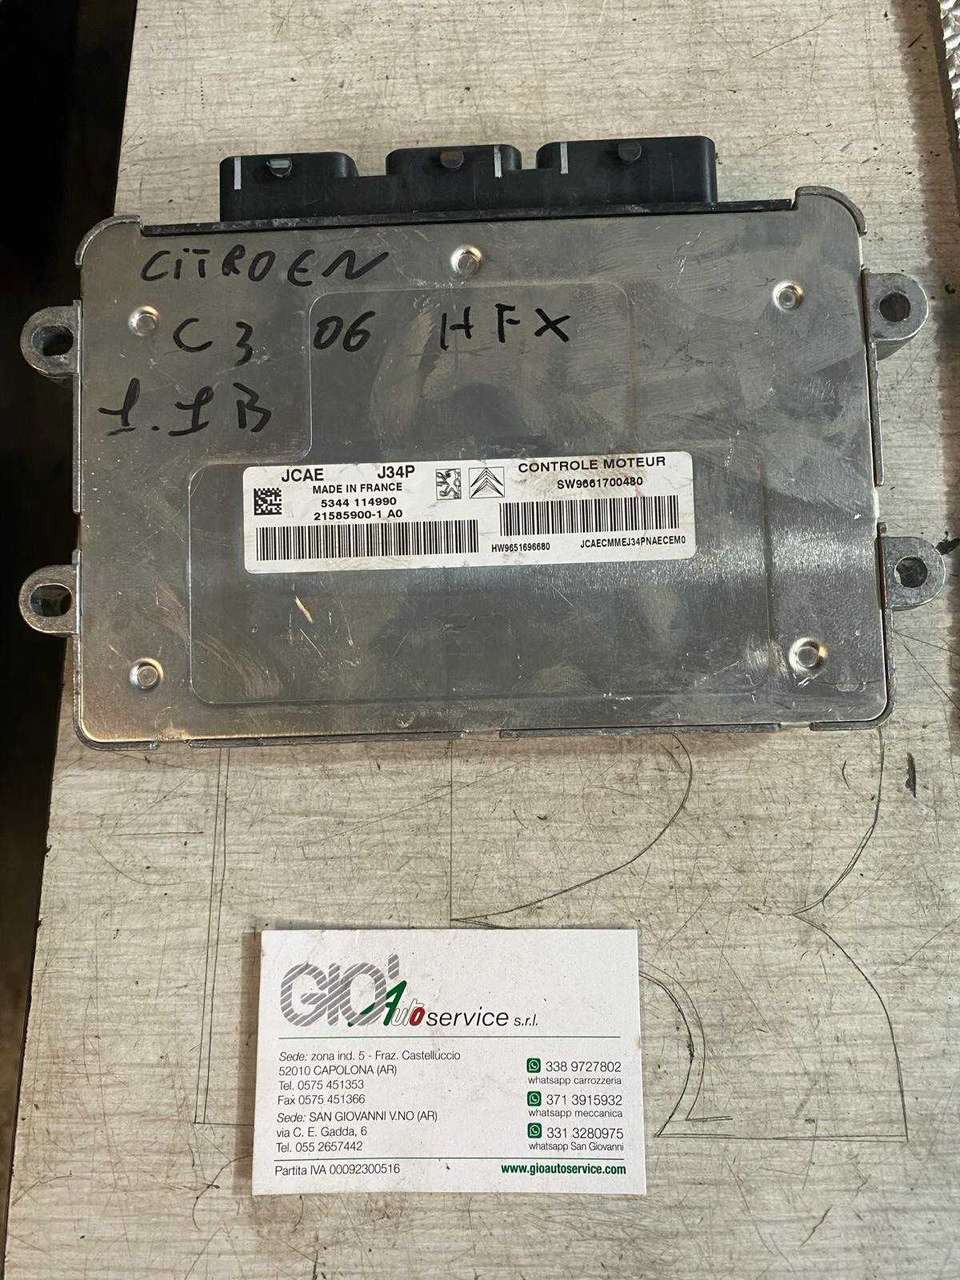 CITROEN
C3 06 HFX
1.1B
JCAE J34P
MADE IN FRANCE
5344 114990
21585900-1 A0
CONTROLE MOTEUR
SW9661700480
HW9651696680 JCAECMMEJ34PNAECEM0
GIO' Auto service s.r.l.
Sede: zona ind. 5 - Fraz. Castelluccio
52010 CAPOLONA (AR)
Tel. 0575 451353
Fax 0575 451366
Sede: SAN GIOVANNI V.NO (AR)
via C. E. Gadda, 6
Tel. 055 2657442
338 9727802
whatsapp carrozzeria
371 3915932
whatsapp meccanica
331 3280975
whatsapp San Giovanni
Partita IVA 00092300516 www.gioautoservice.com